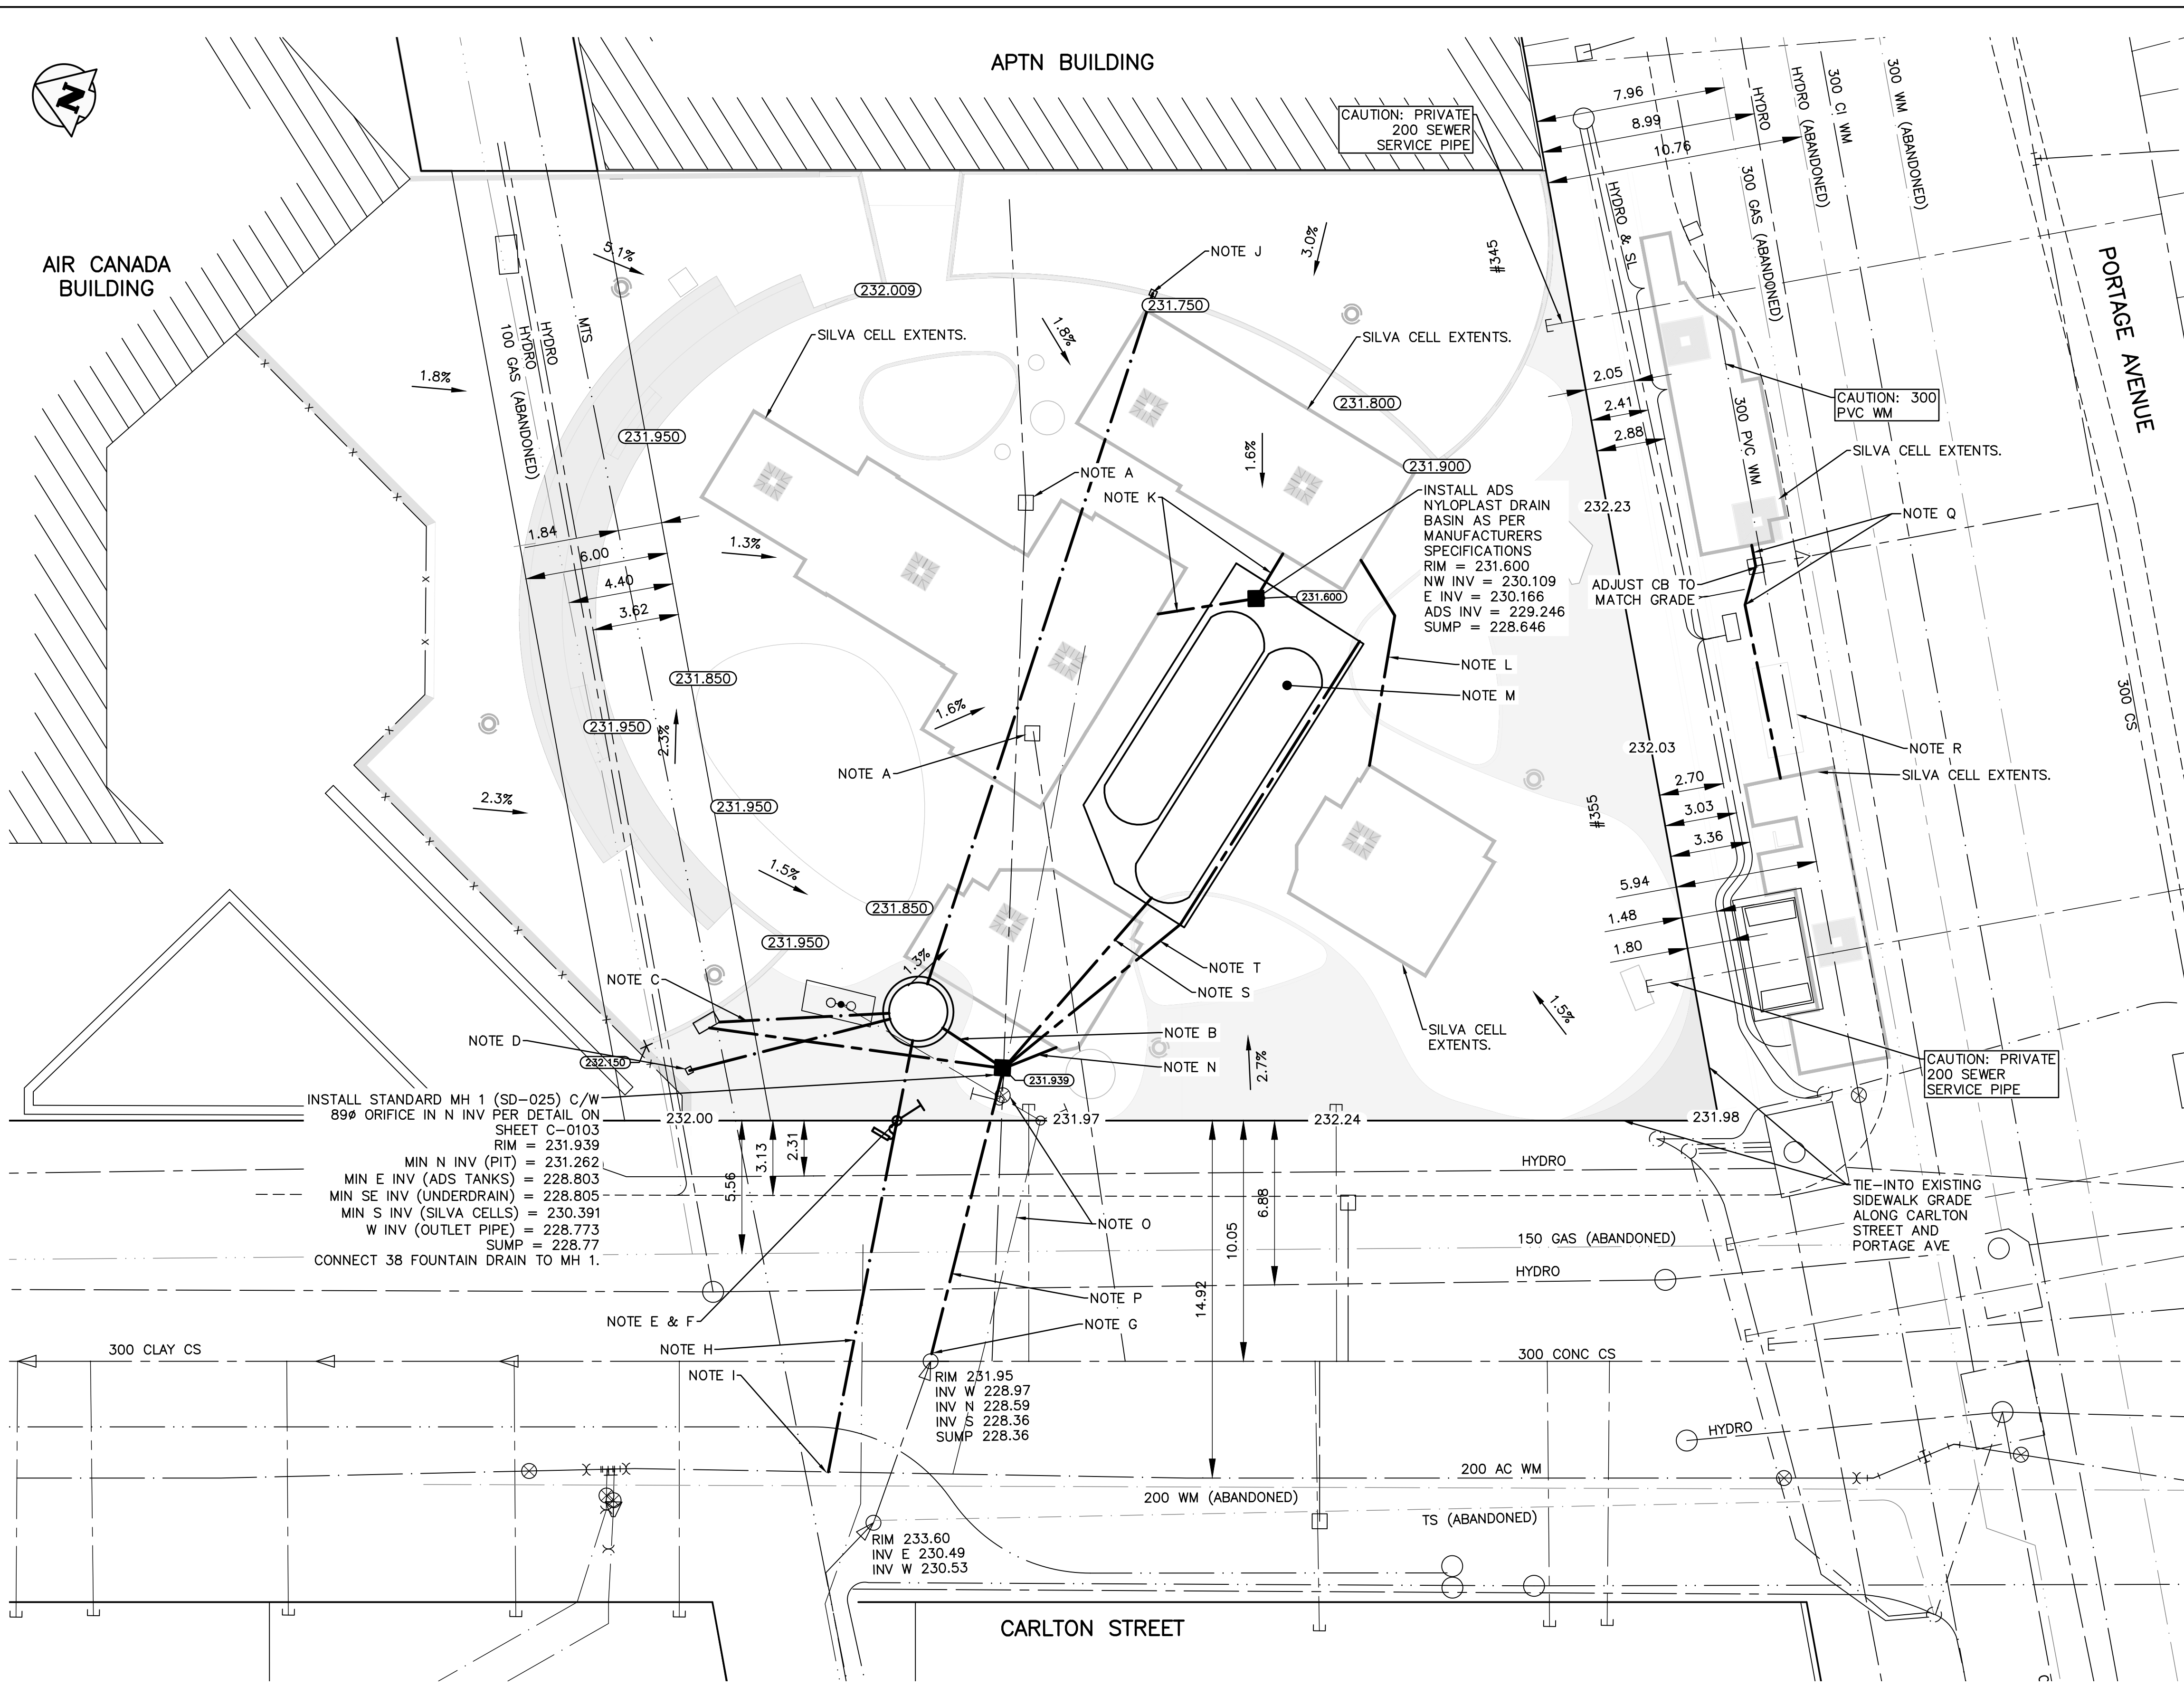 APTN BUILDING
N
AIR CANADA
BUILDING
CAUTION: PRIVATE
200 SEWER
SERVICE PIPE
7.96
8.99
10.76
HYDRO
HYDRO (ABANDONED)
300 CI WM
300 WM (ABANDONED)
300 GAS (ABANDONED)
HYDRO & SL
PORTAGE AVENUE
#345
3.0%
NOTE J
231.750
232.009
5.1%
1.8%
SILVA CELL EXTENTS.
SILVA CELL EXTENTS.
MTS
HYDRO
HYDRO
100 GAS (ABANDONED)
1.8%
231.800
2.05
2.41
2.88
300 PVC WM
CAUTION: 300
PVC WM
SILVA CELL EXTENTS.
231.950
NOTE A
NOTE K
1.6%
231.900
INSTALL ADS
NYLOPLAST DRAIN
BASIN AS PER
MANUFACTURERS
SPECIFICATIONS
RIM = 231.600
NW INV = 230.109
E INV = 230.166
ADS INV = 229.246
SUMP = 228.646
231.600
232.23
NOTE Q
ADJUST CB TO
MATCH GRADE
1.84
6.00
4.40
3.62
1.3%
NOTE L
NOTE M
231.850
231.950
2.3%
1.6%
NOTE A
232.03
NOTE R
SILVA CELL EXTENTS.
300 CS
2.3%
231.950
#355
2.70
3.03
3.36
5.94
1.48
1.80
1.5%
231.850
231.950
1.3%
NOTE C
NOTE T
NOTE S
NOTE B
NOTE N
NOTE D
232.150
231.939
SILVA CELL
EXTENTS.
1.5%
2.7%
CAUTION: PRIVATE
200 SEWER
SERVICE PIPE
INSTALL STANDARD MH 1 (SD-025) C/W
89ø ORIFICE IN N INV PER DETAIL ON
SHEET C-0103
RIM = 231.939
MIN N INV (PIT) = 231.262
MIN E INV (ADS TANKS) = 228.803
MIN SE INV (UNDERDRAIN) = 228.805
MIN S INV (SILVA CELLS) = 230.391
W INV (OUTLET PIPE) = 228.773
SUMP = 228.77
CONNECT 38 FOUNTAIN DRAIN TO MH 1.
232.00
231.97
232.24
231.98
5.56
3.13
2.31
HYDRO
TIE-INTO EXISTING
SIDEWALK GRADE
ALONG CARLTON
STREET AND
PORTAGE AVE
NOTE O
14.92
10.05
6.88
150 GAS (ABANDONED)
HYDRO
NOTE P
NOTE G
NOTE E & F
NOTE H
NOTE I
300 CLAY CS
300 CONC CS
RIM 231.95
INV W 228.97
INV N 228.59
INV S 228.36
SUMP 228.36
HYDRO
200 AC WM
200 WM (ABANDONED)
TS (ABANDONED)
RIM 233.60
INV E 230.49
INV W 230.53
CARLTON STREET